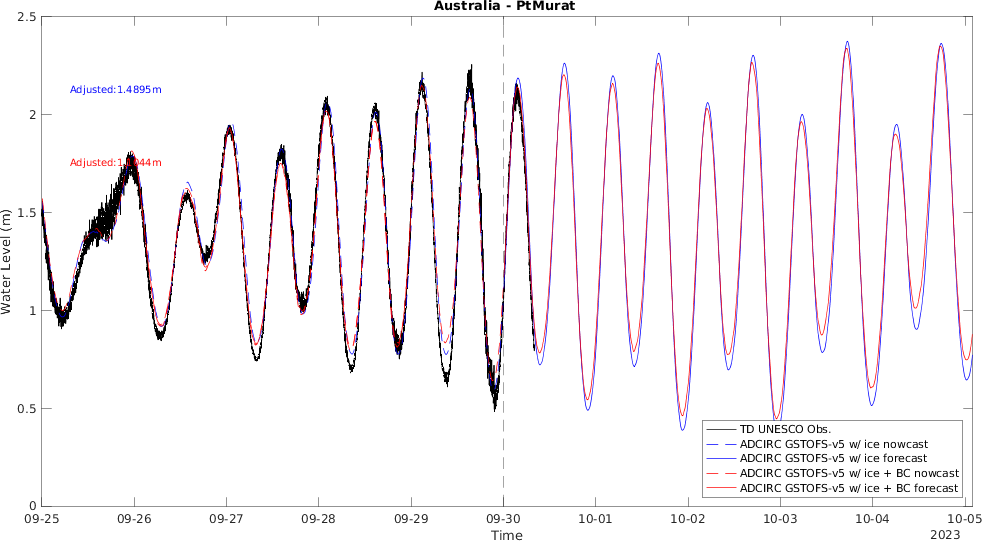 Australia - PtMurat
2.5
2
1.5
1
0.5
0
Water Level (m)
Adjusted:1.4895m
TD UNESCO Obs.
ADCIRC GSTOFS-v5 w/ ice nowcast
ADCIRC GSTOFS-v5 w/ ice forecast
ADCIRC GSTOFS-v5 w/ ice + BC nowcast
ADCIRC GSTOFS-v5 w/ ice + BC forecast
09-25 09-26 09-27 09-28 09-29 09-30 10-01 10-02 10-03 10-04 10-05
Time
2023